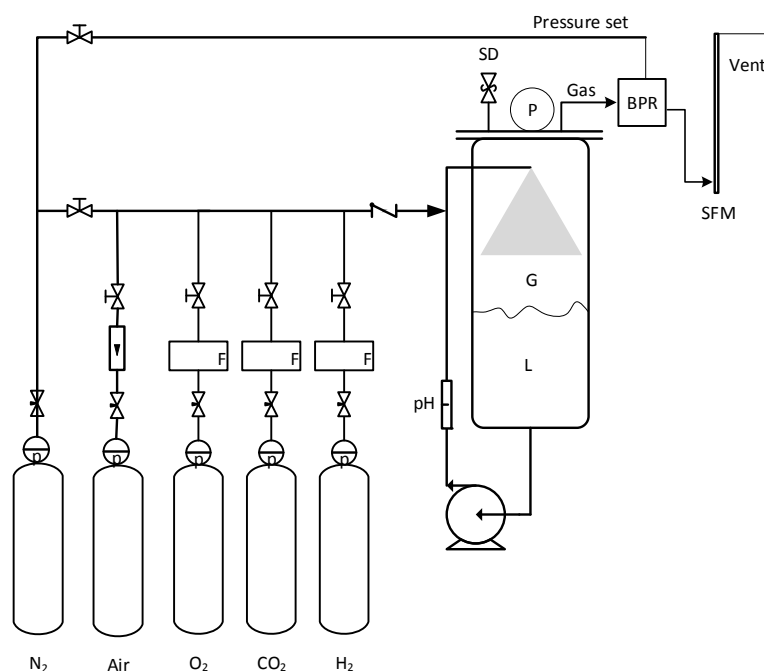 Pressure set
SD
Vent
Gas
P
BPR
SFM
G
F
F
F
L
pH
p
p
p
p
p
N₂
Air
O₂
CO₂
H₂